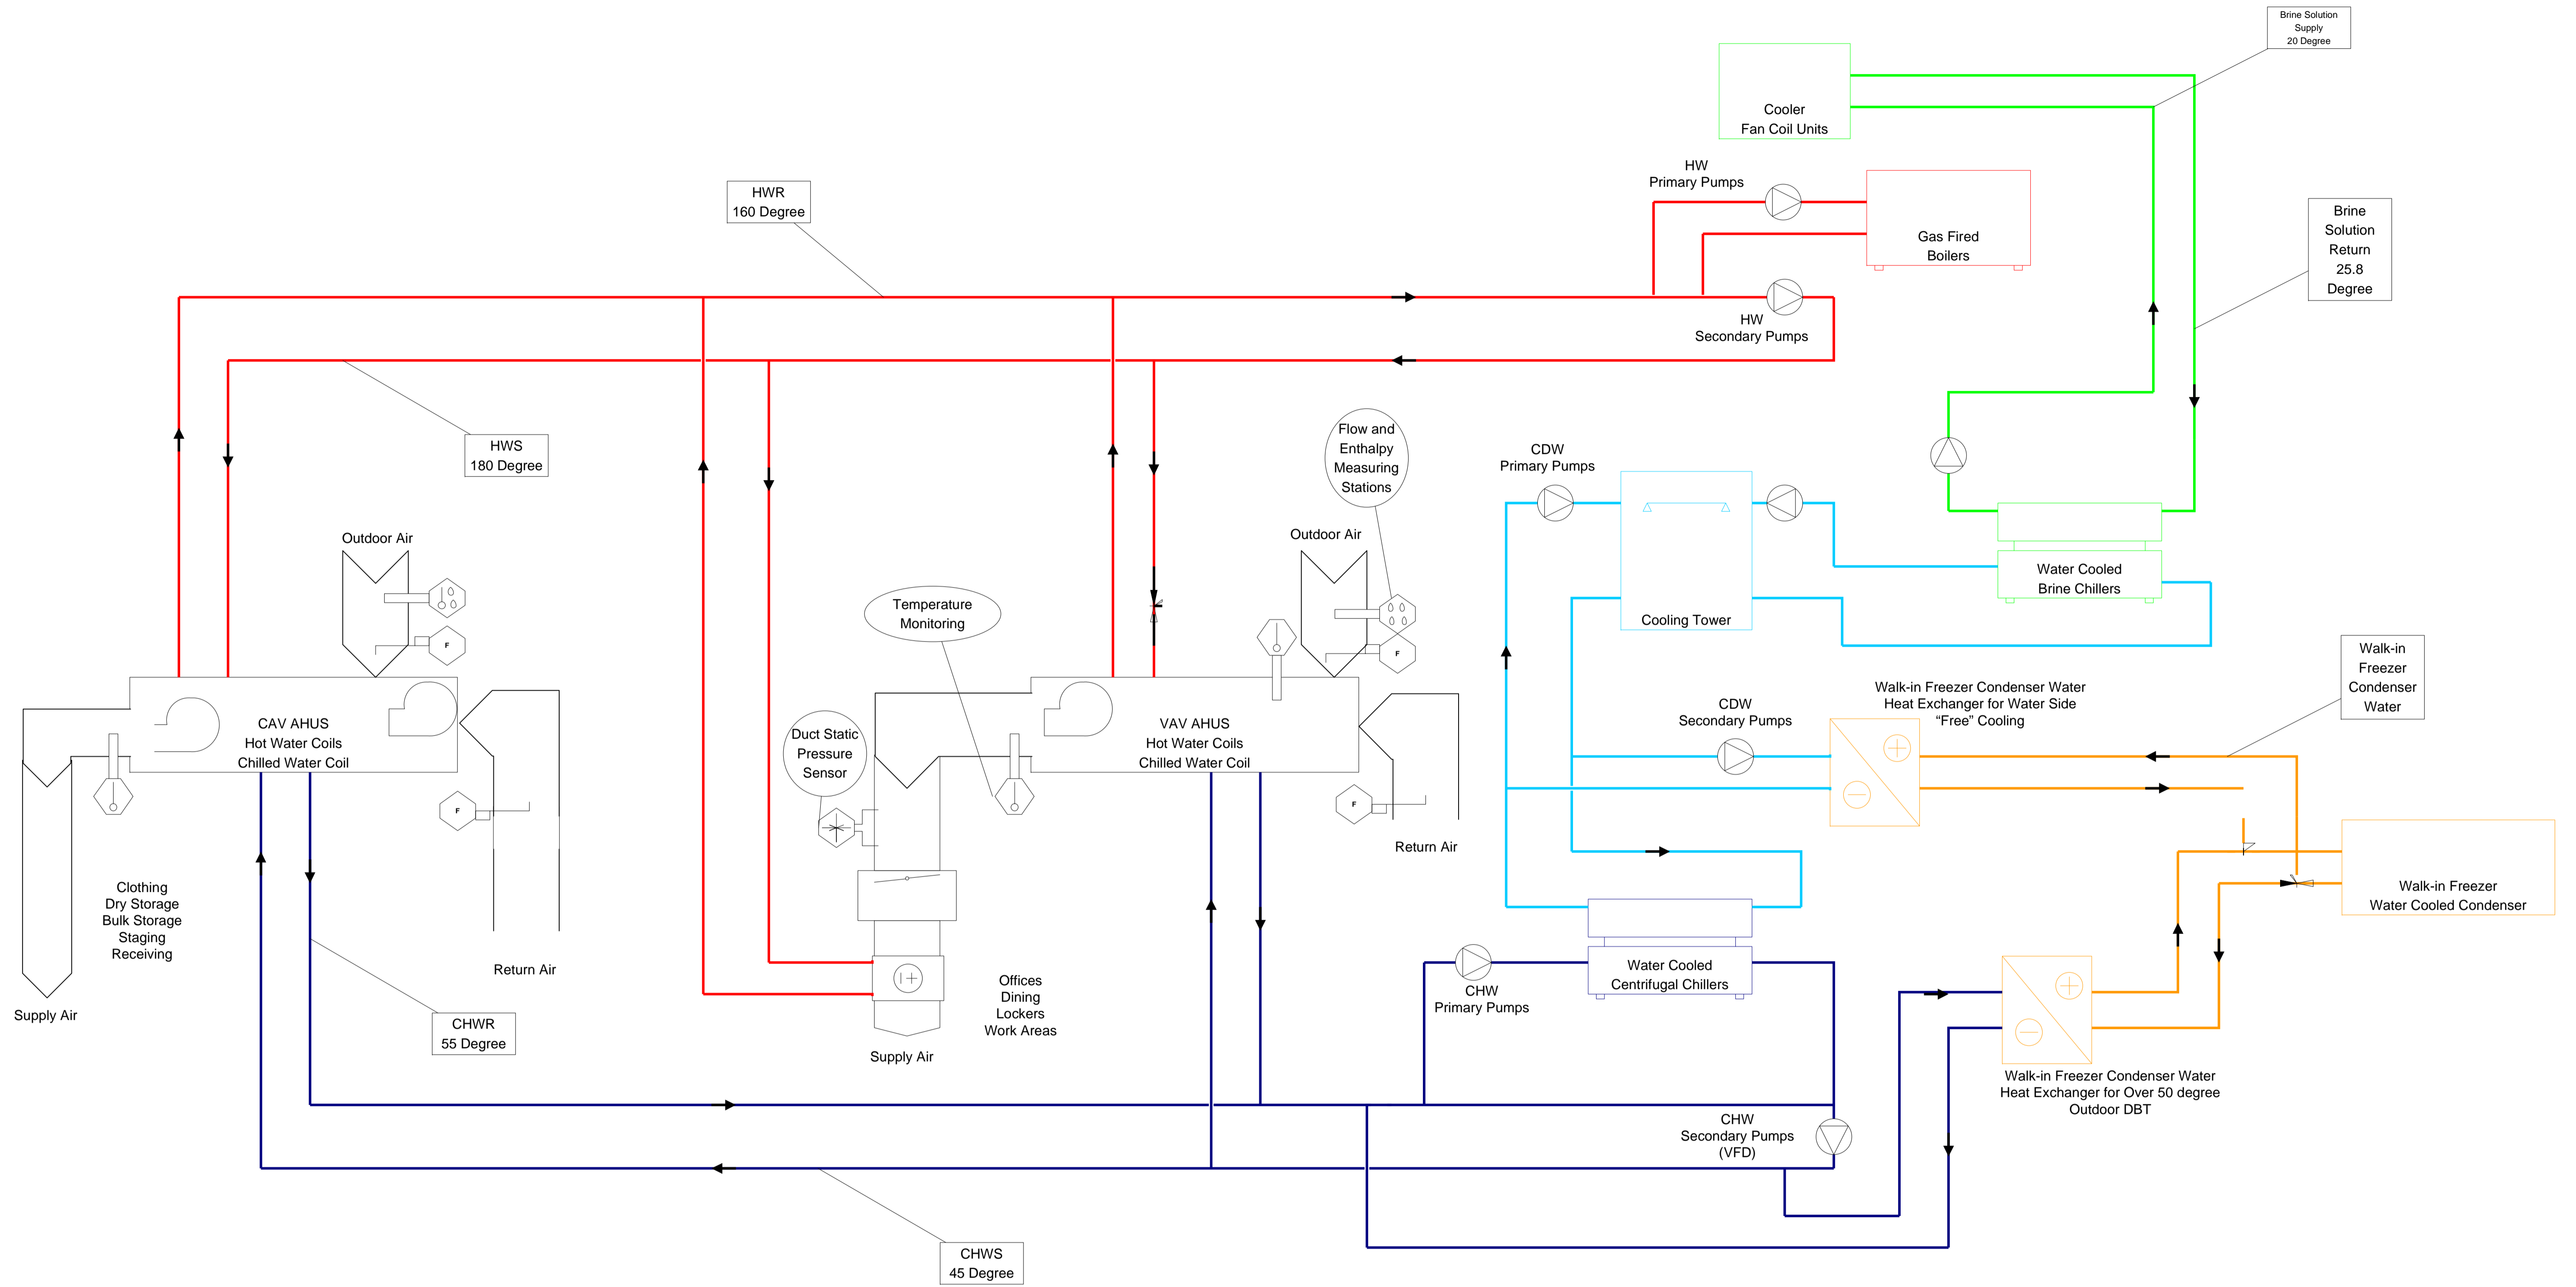 Brine Solution
Supply
20 Degree
Cooler
Fan Coil Units
HW
Primary Pumps
Gas Fired
Boilers
HWR
160 Degree
Brine
Solution
Return
25.8
Degree
HW
Secondary Pumps
HWS
180 Degree
Flow and
Enthalpy
Measuring
Stations
CDW
Primary Pumps
Outdoor Air
Outdoor Air
Water Cooled
Brine Chillers
Temperature
Monitoring
Cooling Tower
F
F
Walk-in
Freezer
Condenser
Water
Walk-in Freezer Condenser Water
Heat Exchanger for Water Side
“Free” Cooling
CDW
Secondary Pumps
CAV AHUS
Hot Water Coils
Chilled Water Coil
Duct Static
Pressure
Sensor
VAV AHUS
Hot Water Coils
Chilled Water Coil
F
F
Return Air
Clothing
Dry Storage
Bulk Storage
Staging
Receiving
Walk-in Freezer
Water Cooled Condenser
Return Air
Water Cooled
Centrifugal Chillers
Offices
Dining
Lockers
Work Areas
CHW
Primary Pumps
Supply Air
CHWR
55 Degree
Supply Air
Walk-in Freezer Condenser Water
Heat Exchanger for Over 50 degree
Outdoor DBT
CHW
Secondary Pumps
(VFD)
CHWS
45 Degree